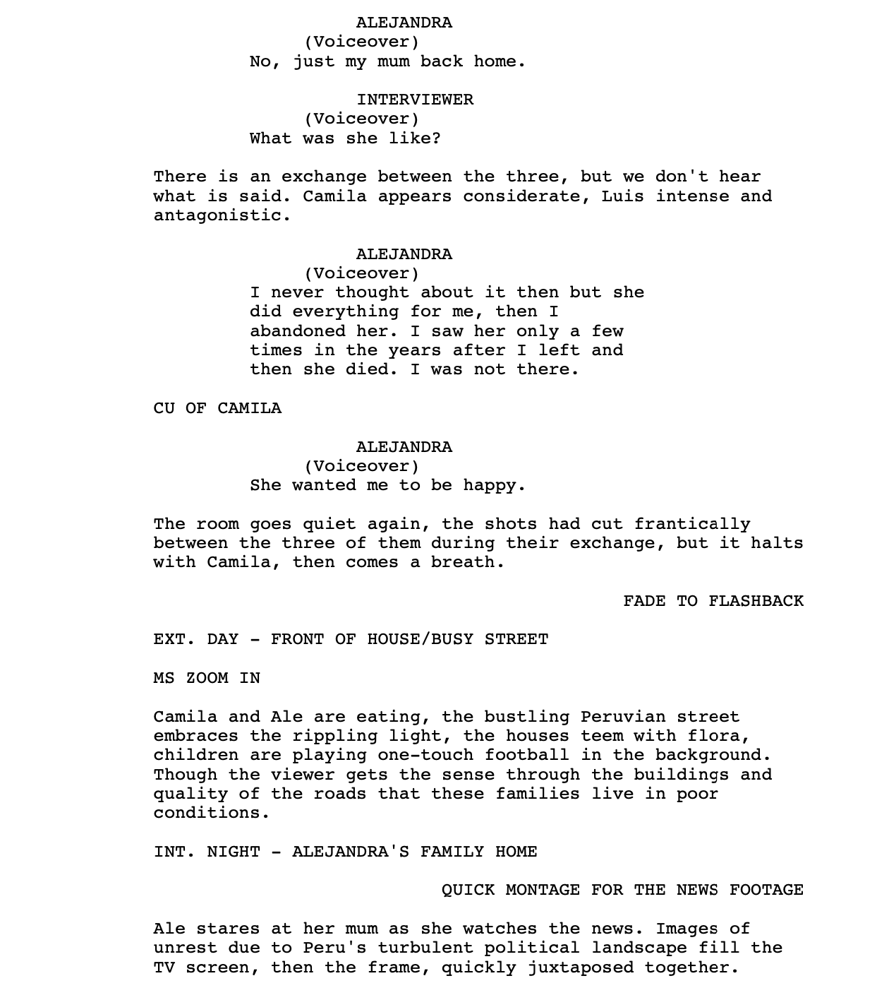 ALEJANDRA
(Voiceover)
No, just my mum back home.
INTERVIEWER
(Voiceover)
What was she like?
There is an exchange between the three, but we don't hear
what is said. Camila appears considerate, Luis intense and
antagonistic.
ALEJANDRA
(Voiceover)
I never thought about it then but she
did everything for me, then I
abandoned her. I saw her only a few
times in the years after I left and
then she died. I was not there.
CU OF CAMILA
ALEJANDRA
(Voiceover)
She wanted me to be happy.
The room goes quiet again, the shots had cut frantically
between the three of them during their exchange, but it halts
with Camila, then comes a breath.
FADE TO FLASHBACK
EXT. DAY – FRONT OF HOUSE/BUSY STREET
MS ZOOM IN
Camila and Ale are eating, the bustling Peruvian street
embraces the rippling light, the houses teem with flora,
children are playing one-touch football in the background.
Though the viewer gets the sense through the buildings and
quality of the roads that these families live in poor
conditions.
INT. NIGHT – ALEJANDRA'S FAMILY HOME
QUICK MONTAGE FOR THE NEWS FOOTAGE
Ale stares at her mum as she watches the news. Images of
unrest due to Peru's turbulent political landscape fill the
TV screen, then the frame, quickly juxtaposed together.